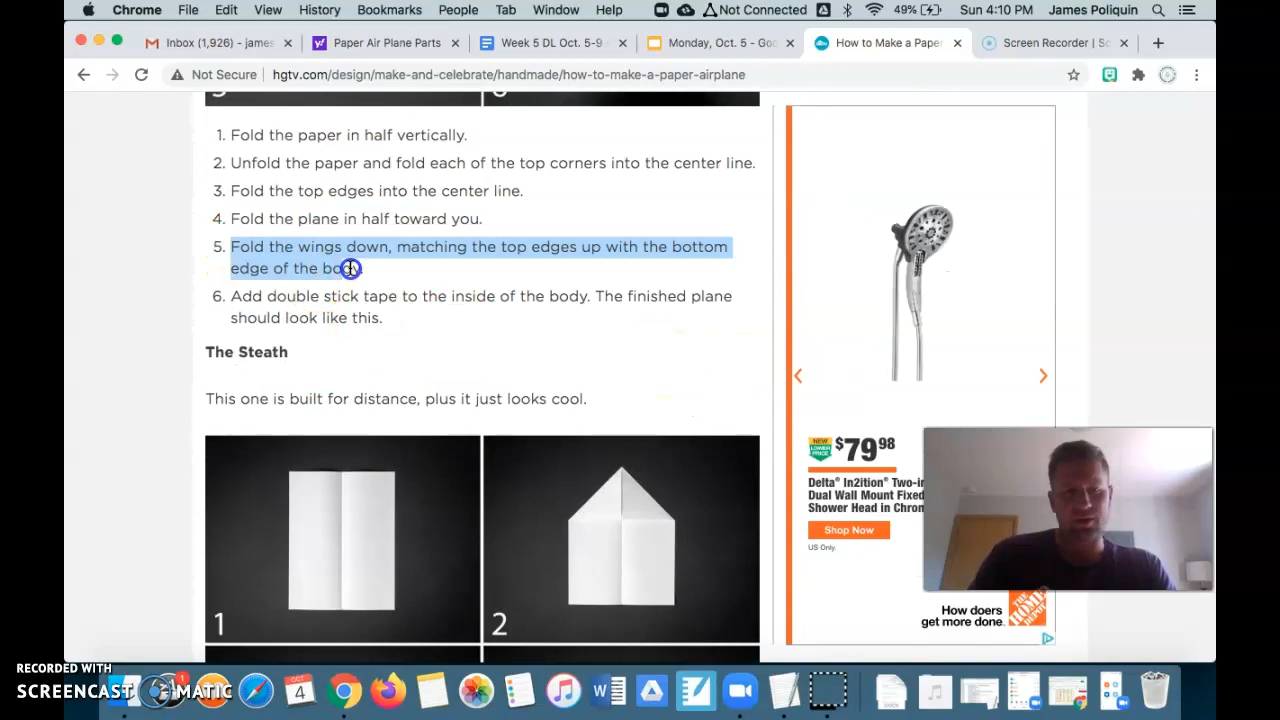 Chrome File Edit View History Bookmarks People Tab Window Help Not Connected 49% Sun 4:10 PM James Poliquin
Inbox (1,926) - james Paper Air Plane Parts Week 5 DL Oct. 5-9 Monday, Oct. 5 - Goo How to Make a Paper Screen Recorder | Sc
Not Secure hgtv.com/design/make-and-celebrate/handmade/how-to-make-a-paper-airplane
1. Fold the paper in half vertically.
2. Unfold the paper and fold each of the top corners into the center line.
3. Fold the top edges into the center line.
4. Fold the plane in half toward you.
5. Fold the wings down, matching the top edges up with the bottom
edge of the body.
6. Add double stick tape to the inside of the body. The finished plane
should look like this.
The Steath
This one is built for distance, plus it just looks cool.
1
2
NEW LOWER PRICE $79 98
Delta® In2ition® Two-in
Dual Wall Mount Fixed
Shower Head in Chrom
Shop Now
US Only.
How doers
get more done.
THE HOME DEPOT
RECORDED WITH
SCREENCAST MATIC
OCT 4
1